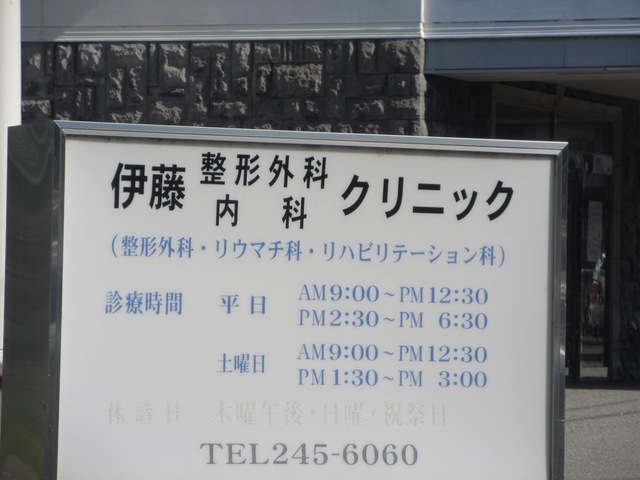 伊藤 整形外科 内科 クリニック
(整形外科・リウマチ科・リハビリテーション科)
診療時間 平日 AM9:00~PM12:30
PM2:30~PM 6:30
土曜日 AM9:00~PM12:30
PM1:30~PM 3:00
休診日 木曜午後・日曜・祝祭日
TEL245-6060